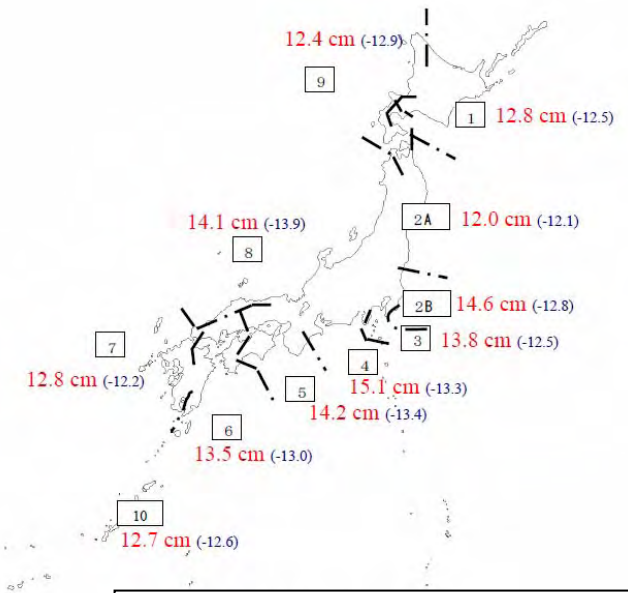 12.4 cm (-12.9)
9
1
12.8 cm (-12.5)
2A
12.0 cm (-12.1)
14.1 cm (-13.9)
8
2B
14.6 cm (-12.8)
3
13.8 cm (-12.5)
7
12.8 cm (-12.2)
4
15.1 cm (-13.3)
5
14.2 cm (-13.4)
6
13.5 cm (-13.0)
10
12.7 cm (-12.6)